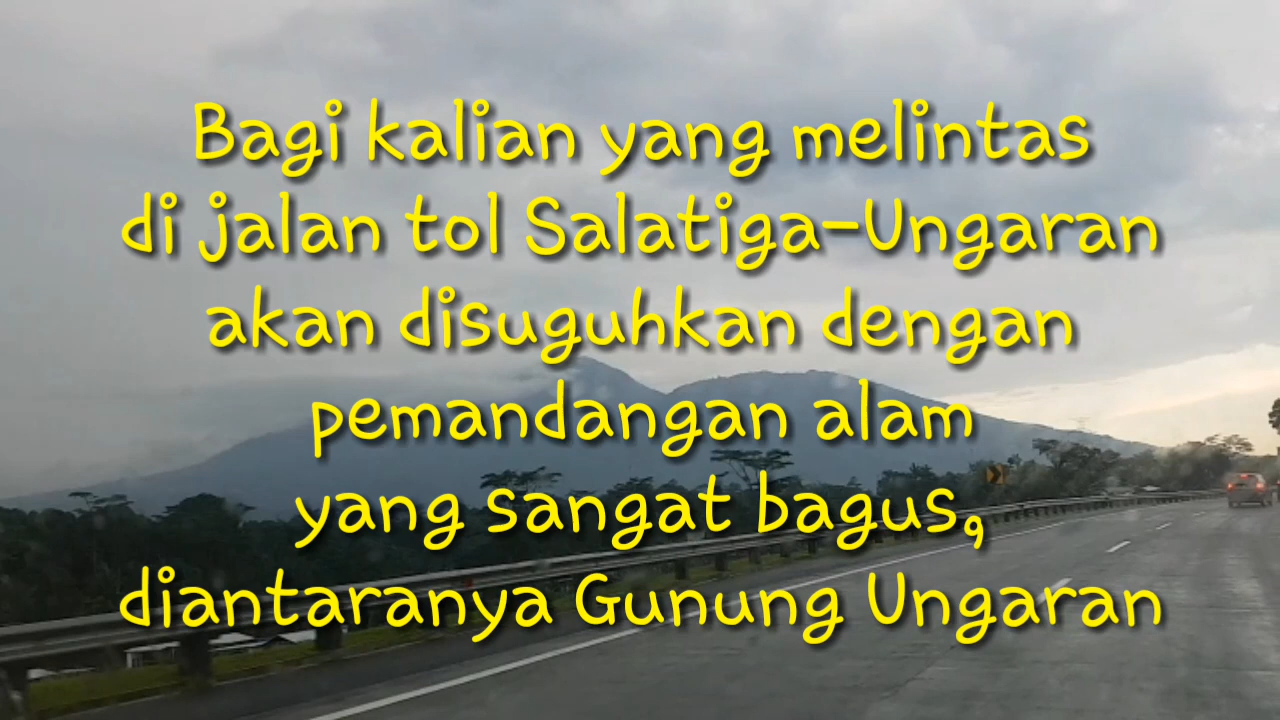 Bagi kalian yang melintas
di jalan tol Salatiga-Ungaran
akan disuguhkan dengan
pemandangan alam
yang sangat bagus,
diantaranya Gunung Ungaran